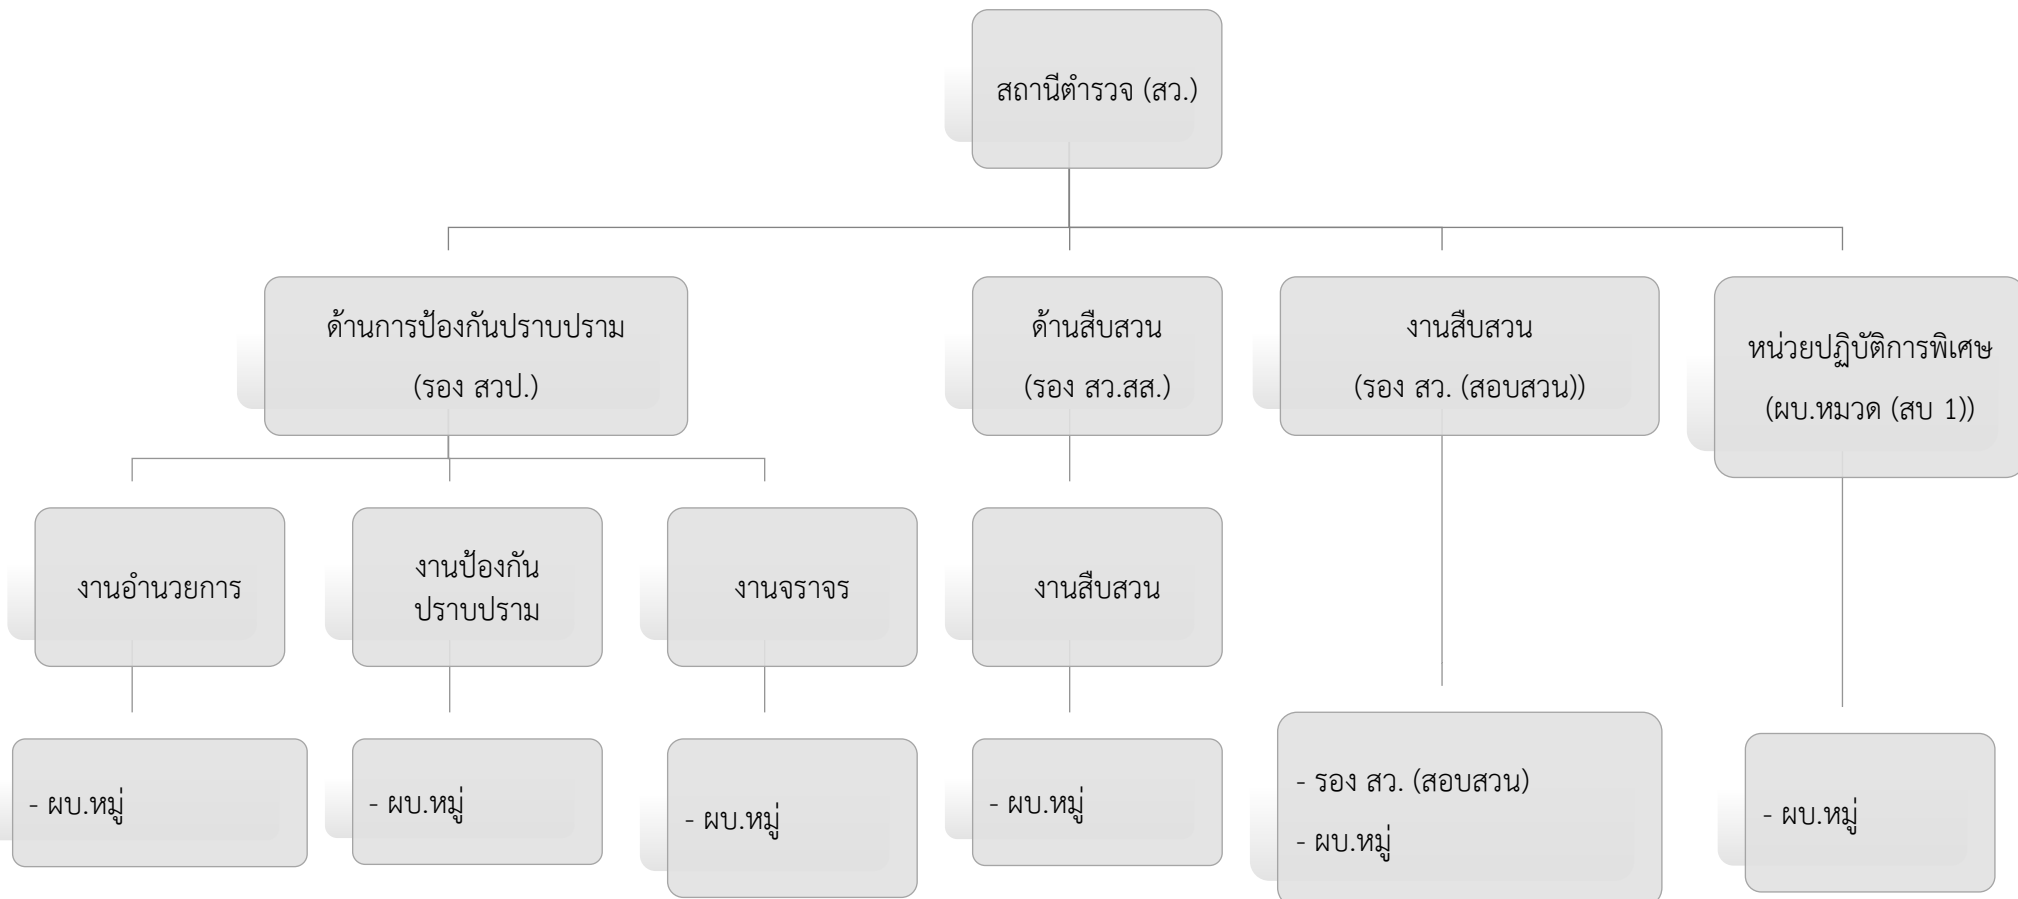 สถานีตำรวจ (สว.)
ด้านการป้องกันปราบปราม
(รอง สวป.)
ด้านสืบสวน
(รอง สว.สส.)
งานสืบสวน
(รอง สว. (สอบสวน))
หน่วยปฏิบัติการพิเศษ
(ผบ.หมวด (สบ 1))
งานอำนวยการ
งานป้องกัน
ปราบปราม
งานจราจร
งานสืบสวน
- ผบ.หมู่
- ผบ.หมู่
- ผบ.หมู่
- ผบ.หมู่
- รอง สว. (สอบสวน)
- ผบ.หมู่
- ผบ.หมู่